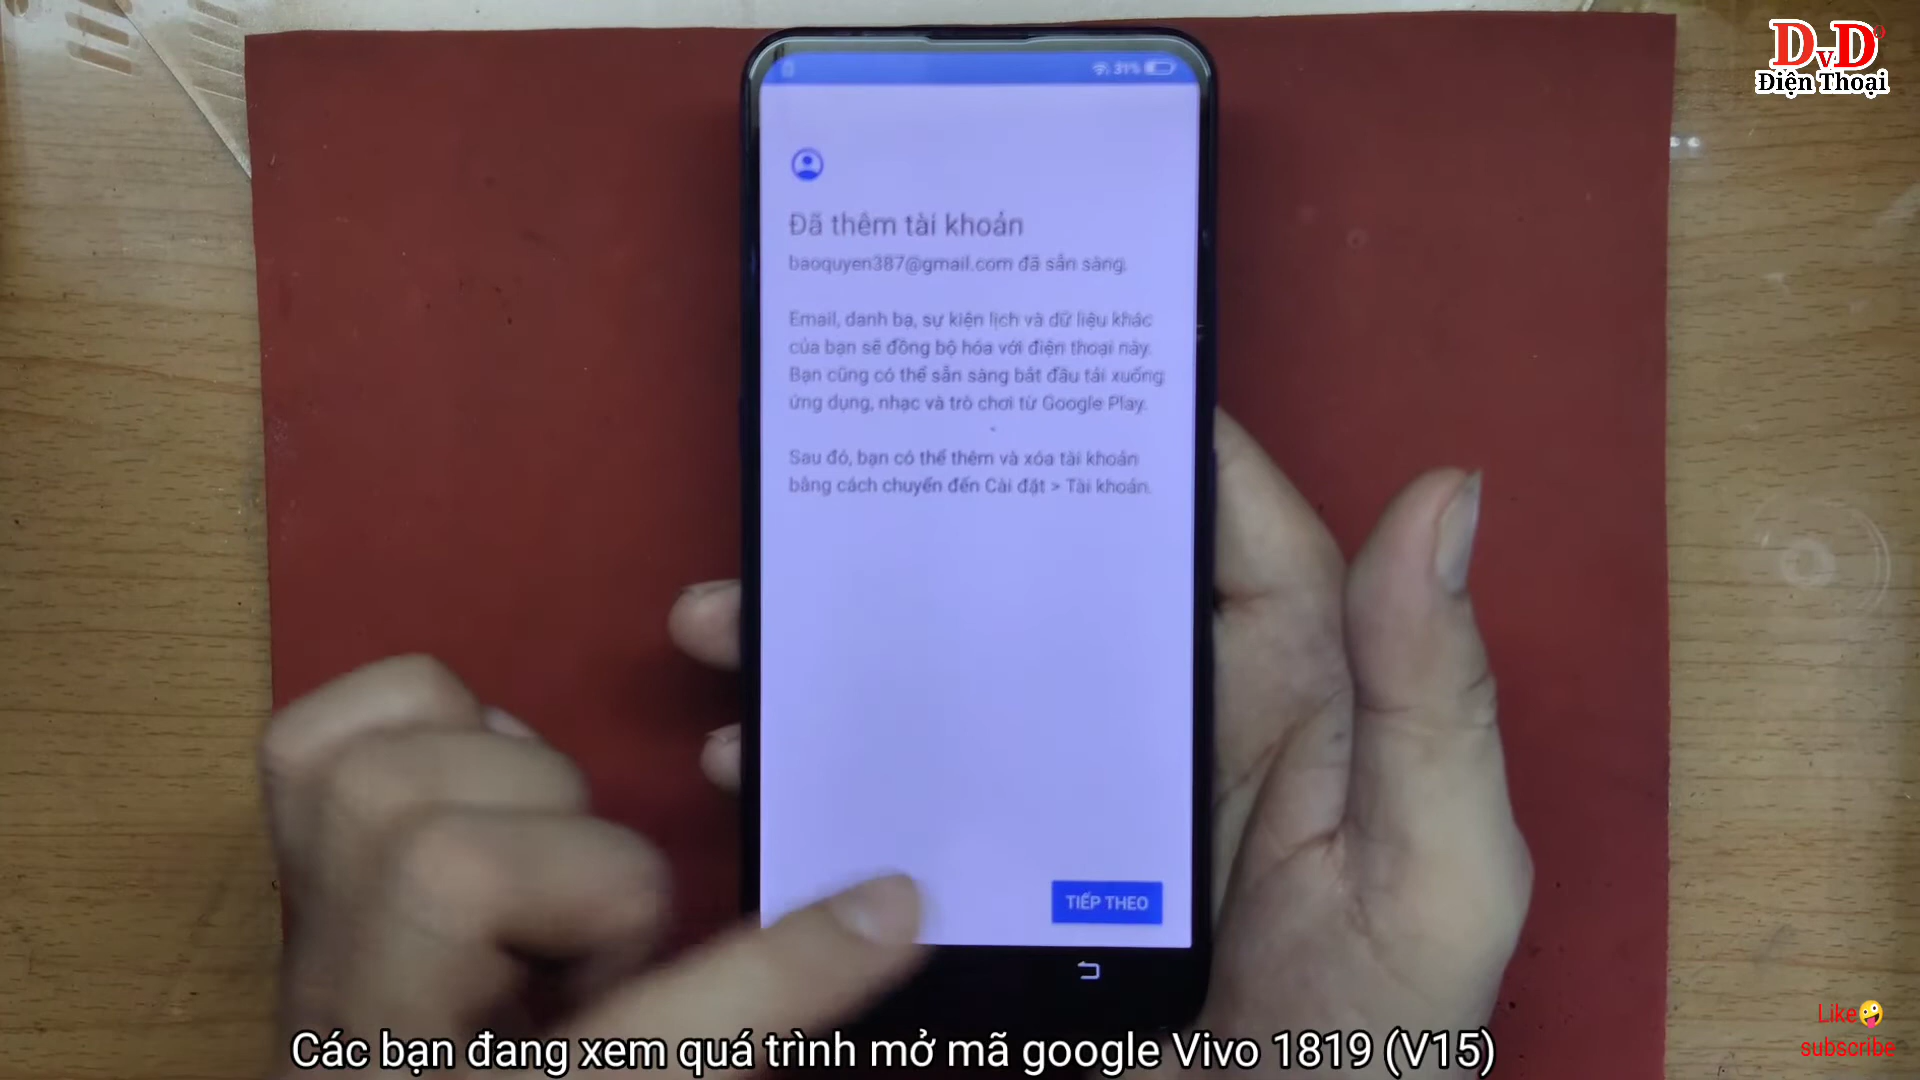 DvD
Điện Thoại
31%
Đã thêm tài khoản
baoquyen387@gmail.com đã sẵn sàng.
Email, danh bạ, sự kiện lịch và dữ liệu khác
của bạn sẽ đồng bộ hóa với điện thoại này.
Bạn cũng có thể sẵn sàng bắt đầu tải xuống
ứng dụng, nhạc và trò chơi từ Google Play.
Sau đó, bạn có thể thêm và xóa tài khoản
bằng cách chuyển đến Cài đặt > Tài khoản.
TIẾP THEO
Like🤪
subscribe
Các bạn đang xem quá trình mở mã google Vivo 1819 (V15)